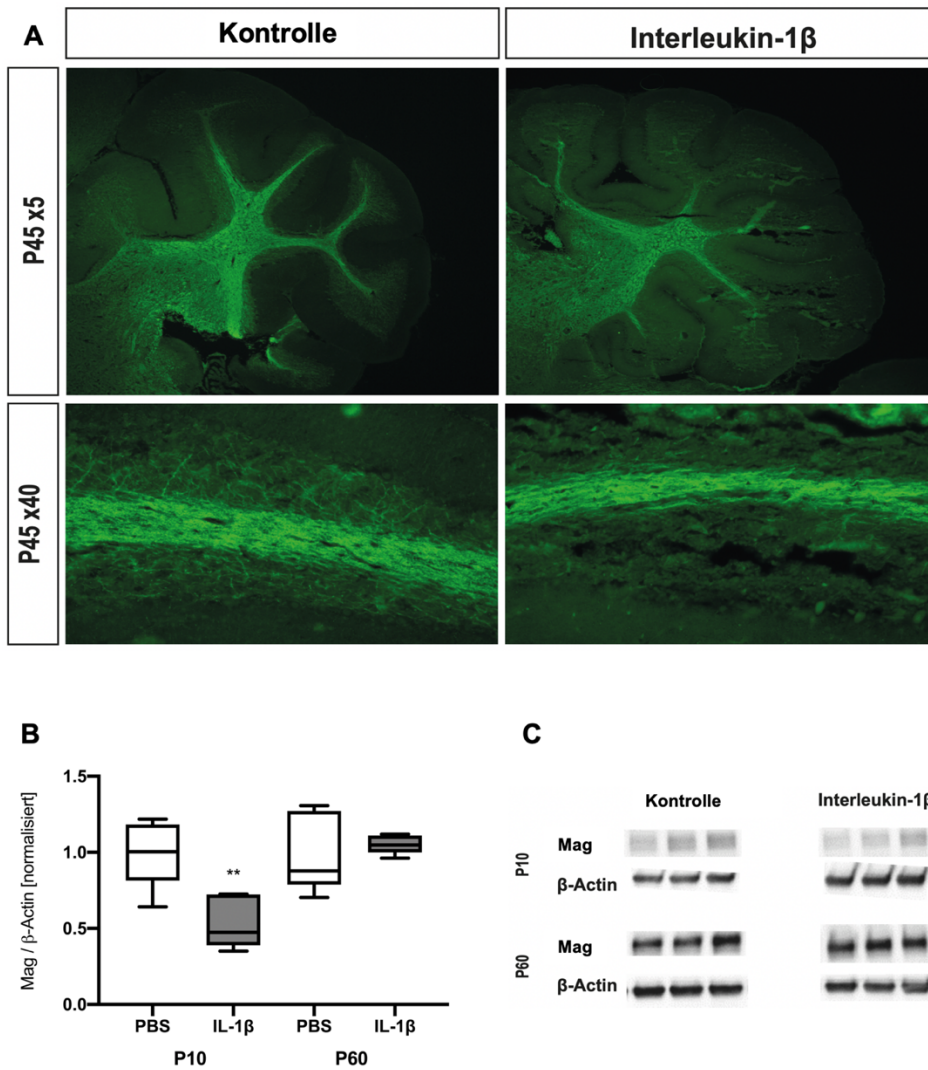 A
Kontrolle
Interleukin-1β
P45 x5
P45 x40
B
Mag / β-Actin [normalisiert]
1.5
1.0
0.5
0.0
**
PBS
IL-1β
PBS
IL-1β
P10
P60
C
Kontrolle
Interleukin-1β
P10
Mag
β-Actin
P60
Mag
β-Actin